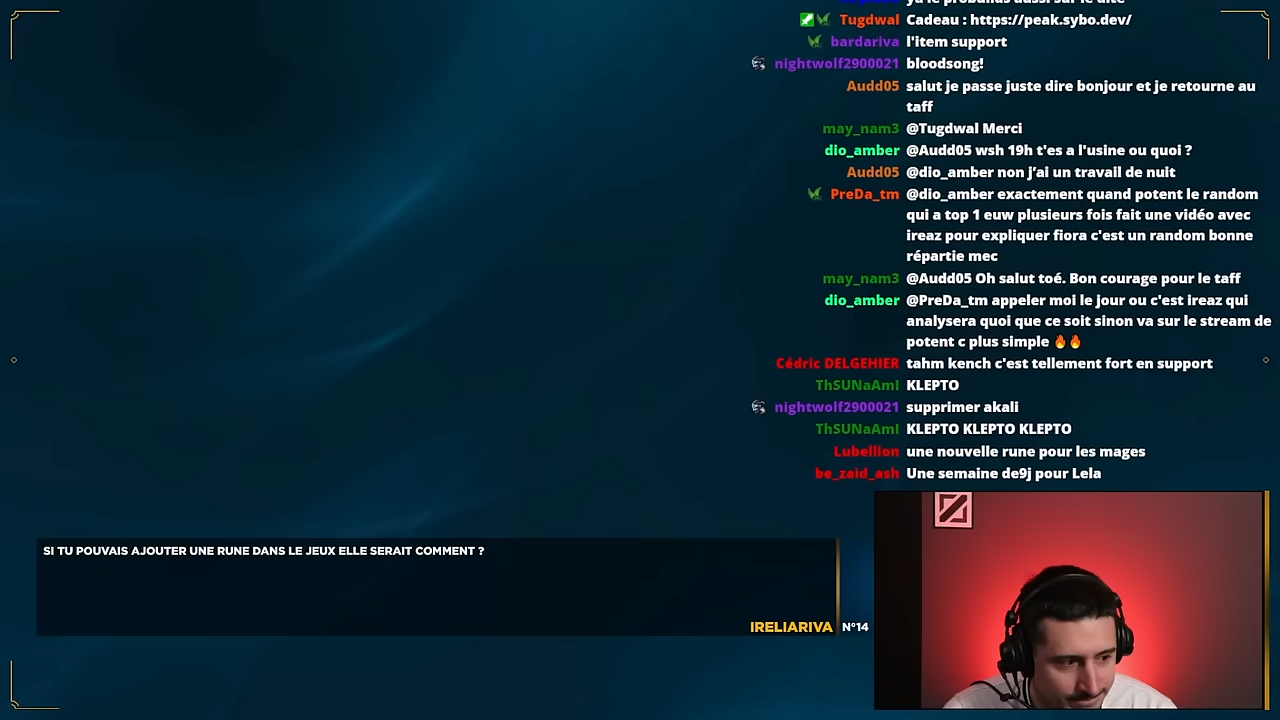 Tugdwal Cadeau : https://peak.sybo.dev/
bardariva l'item support
nightwolf2900021 bloodsong!
Audd05 salut je passe juste dire bonjour et je retourne au
taff
may_nam3 @Tugdwal Merci
dio_amber @Audd05 wsh 19h t'es a l'usine ou quoi ?
Audd05 @dio_amber non j'ai un travail de nuit
PreDa_tm @dio_amber exactement quand potent le random
qui a top 1 euw plusieurs fois fait une vidéo avec
ireaz pour expliquer fiora c'est un random bonne
répartie mec
may_nam3 @Audd05 Oh salut toé. Bon courage pour le taff
dio_amber @PreDa_tm appeler moi le jour ou c'est ireaz qui
analysera quoi que ce soit sinon va sur le stream de
potent c plus simple 🔥🔥
Cédric DELGEHIER tahm kench c'est tellement fort en support
ThSUNaAmI KLEPTO
nightwolf2900021 supprimer akali
ThSUNaAmI KLEPTO KLEPTO KLEPTO
Lubellion une nouvelle rune pour les mages
be_zaid_ash Une semaine de9j pour Lela
SI TU POUVAIS AJOUTER UNE RUNE DANS LE JEUX ELLE SERAIT COMMENT ?
IRELIARIVA N°14